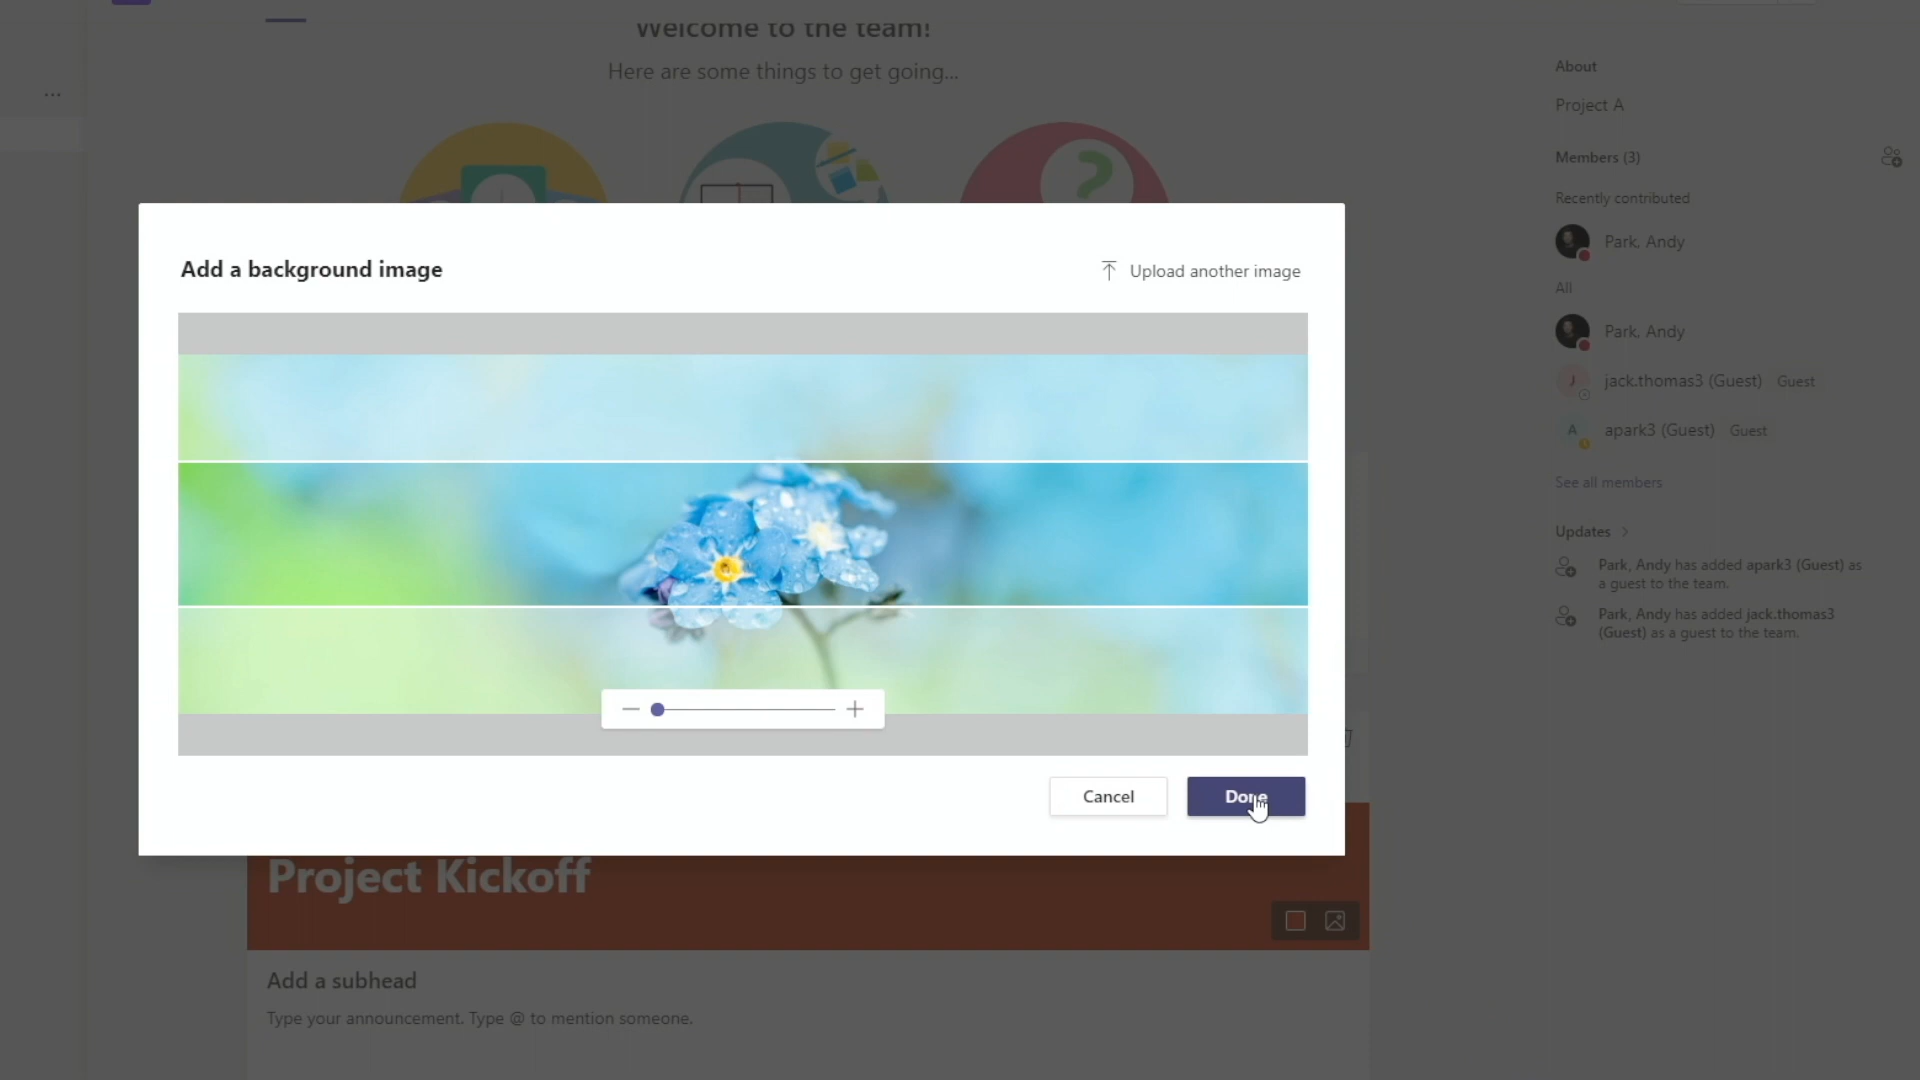 Welcome to the team!
Here are some things to get going...
About
Project A
Members (3)
Recently contributed
Park, Andy
All
Park, Andy
J jack.thomas3 (Guest) Guest
A apark3 (Guest) Guest
See all members
Updates
Park, Andy has added apark3 (Guest) as
a guest to the team.
Park, Andy has added jack.thomas3
(Guest) as a guest to the team.
Add a background image
Upload another image
Cancel
Done
Project Kickoff
Add a subhead
Type your announcement. Type @ to mention someone.